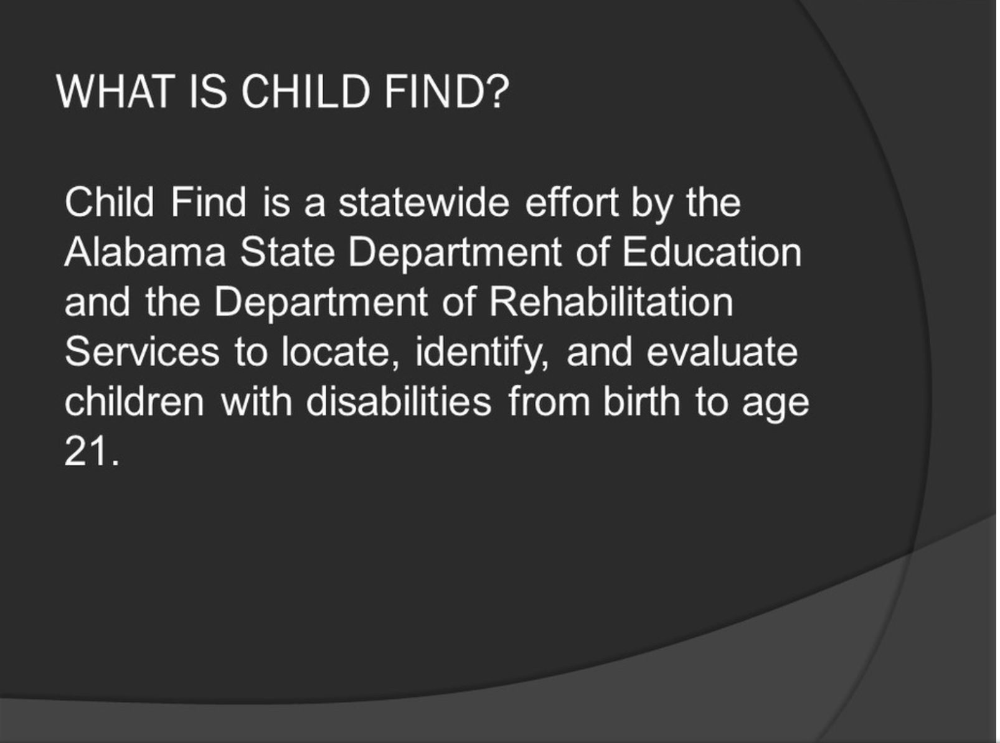 WHAT IS CHILD FIND?
Child Find is a statewide effort by the
Alabama State Department of Education
and the Department of Rehabilitation
Services to locate, identify, and evaluate
children with disabilities from birth to age
21.